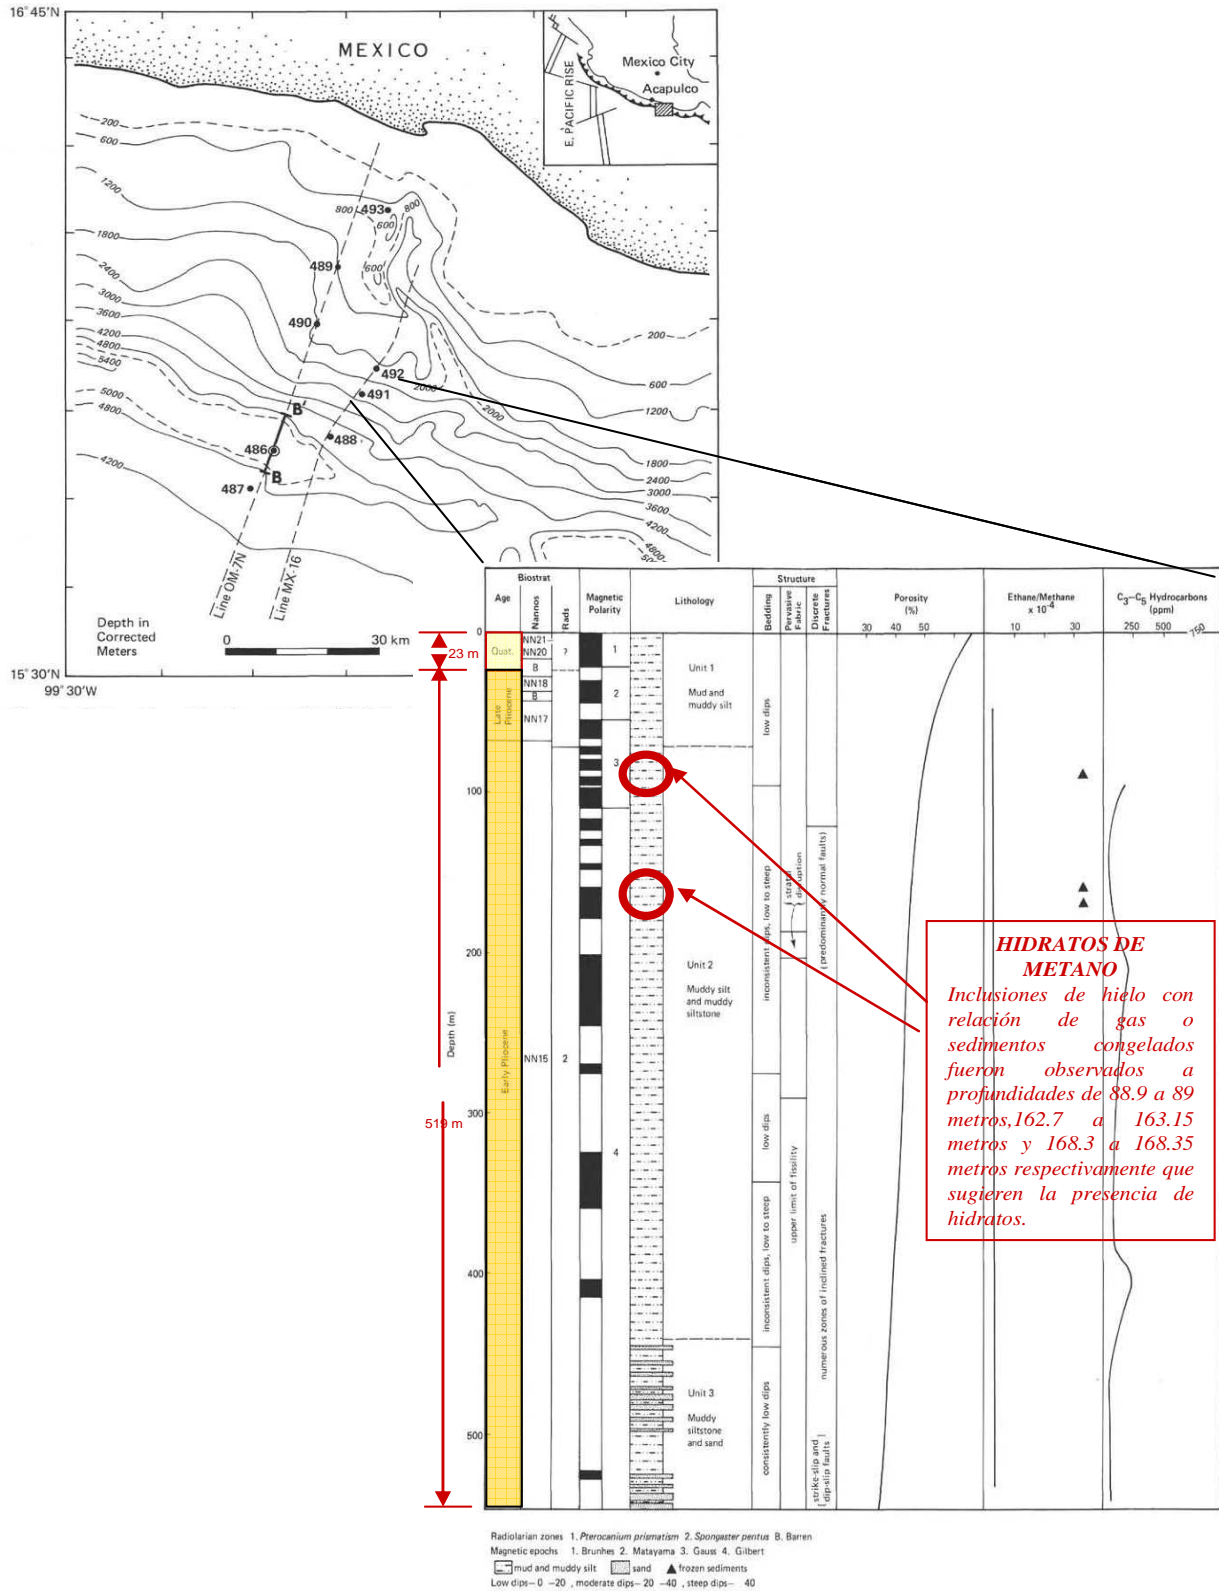 16°45'N
MEXICO
Mexico City
Acapulco
E. PACIFIC RISE
200
600
1200
1800
2400
3000
3600
4200
4800
5400
5000
4800
4200
800
493
800
600
600
489
490
492
2000
491
2000
488
486
B'
B
487
200
600
1200
1800
2400
3000
3600
4200
4800
Line OM-7N
Line MX-16
Depth in
Corrected
Meters
0 30 km
15°30'N
99°30'W
Biostrat
Age
Nannos
Rads
Magnetic
Polarity
Lithology
Structure
Bedding
Pervasive
Fabric
Discrete
Fractures
Porosity
(%)
30 50
Ethane/Methane
x 10⁻⁴
10 30
C₃–C₅ Hydrocarbons
(ppm)
250 500 750
0
100
200
300
400
500
Depth (m)
23 m
519 m
Quat.
Late
Pliocene
Early Pliocene
NN21
NN20
B
NN18
B
NN17
NN15
?
2
1
2
3
4
Unit 1
Mud and
muddy silt
Unit 2
Muddy silt
and muddy
siltstone
Unit 3
Muddy
siltstone
and sand
low dips
inconsistent dips, low to steep
low dips
inconsistent dips, low to steep
consistently low dips
(stratal
disruption
upper limit of fissility
(predominantly normal faults)
numerous zones of inclined fractures
(strike-slip and
dip-slip faults)
HIDRATOS DE
METANO
Inclusiones de hielo con
relación de gas o
sedimentos congelados
fueron observados a
profundidades de 88.9 a 89
metros,162.7 a 163.15
metros y 168.3 a 168.35
metros respectivamente que
sugieren la presencia de
hidratos.
Radiolarian zones 1. Pterocanium prismatism 2. Spongaster pentus B. Barren
Magnetic epochs 1. Brunhes 2. Matayama 3. Gauss 4. Gilbert
mud and muddy silt sand frozen sediments
Low dips–0 –20 , moderate dips–20 –40 , steep dips– 40